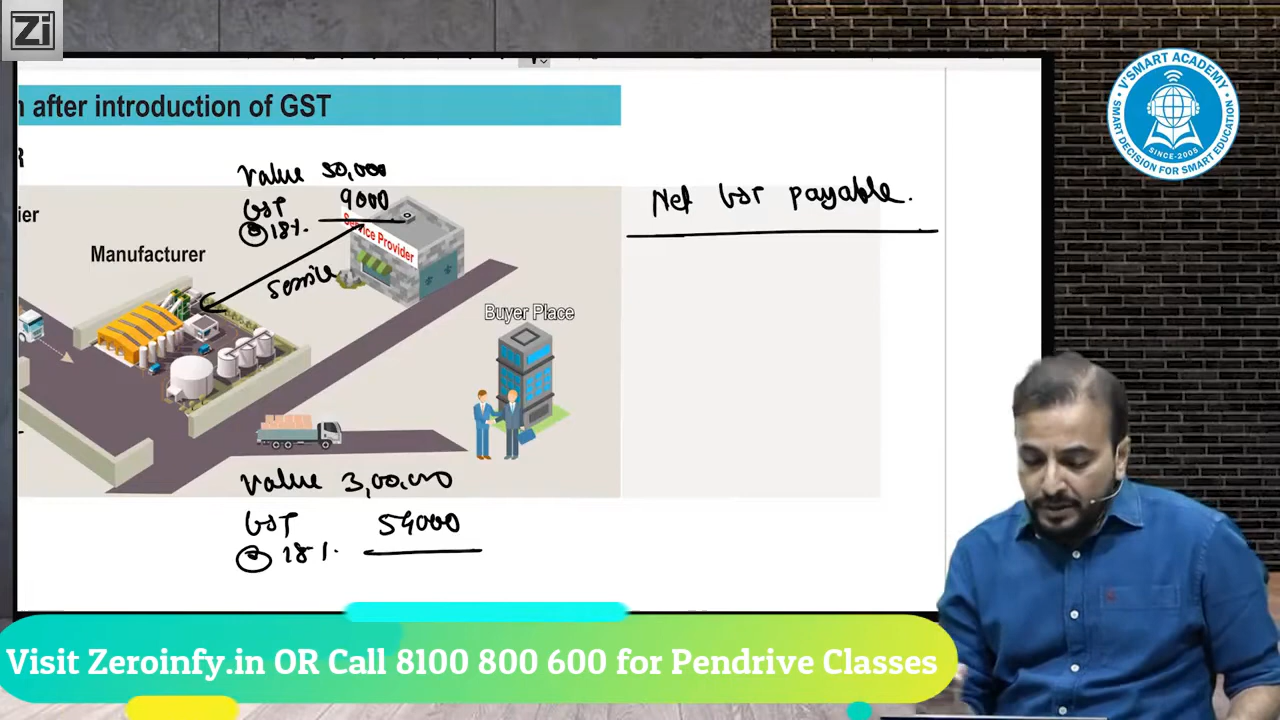 Zi
V'SMART ACADEMY
SMART DECISION FOR SMART EDUCATION
SINCE-2005
n after introduction of GST
R
ier
Value 50,000
GST 9000
@ 18%.
Service Provider
Net GST payable.
Manufacturer
Service
Buyer Place
Value 3,00,000
GST 54000
@ 18%.
Visit Zeroinfy.in OR Call 8100 800 600 for Pendrive Classes